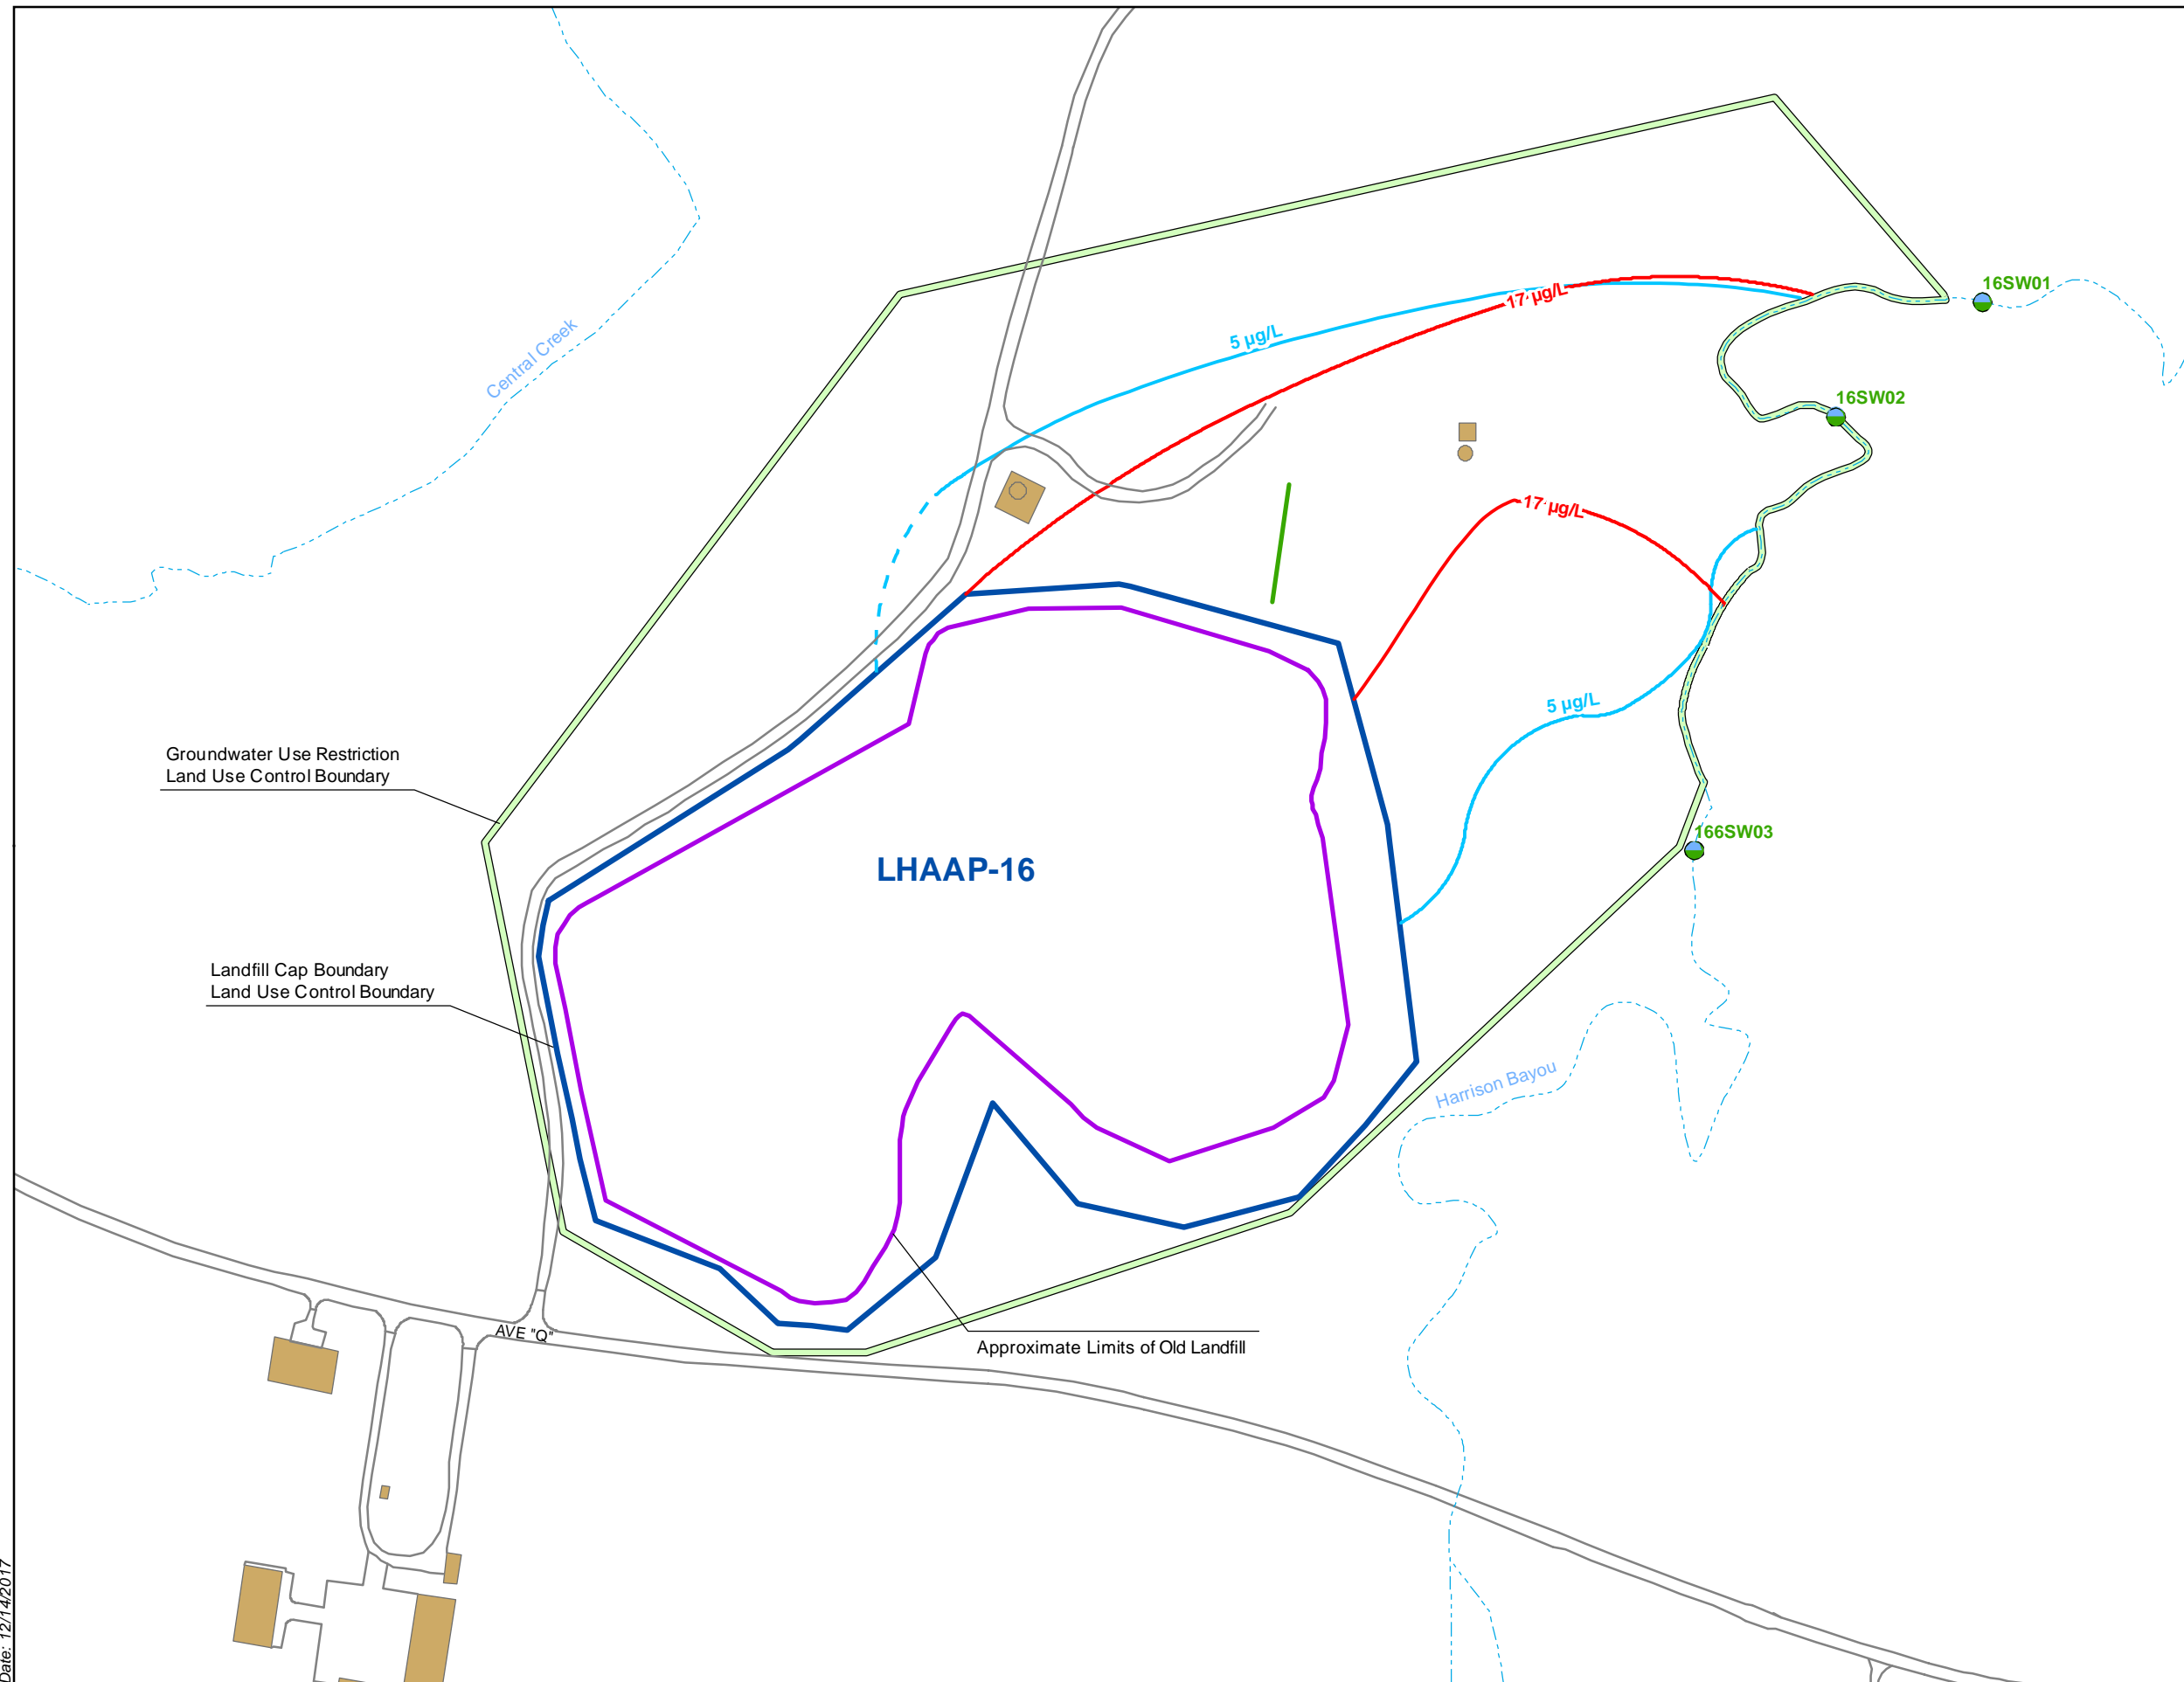 16SW01
17 µg/L
5 µg/L
Central Creek
16SW02
17 µg/L
5 µg/L
Groundwater Use Restriction
Land Use Control Boundary
166SW03
LHAAP-16
Landfill Cap Boundary
Land Use Control Boundary
Harrison Bayou
AVE "Q"
Approximate Limits of Old Landfill
Date: 12/14/2017